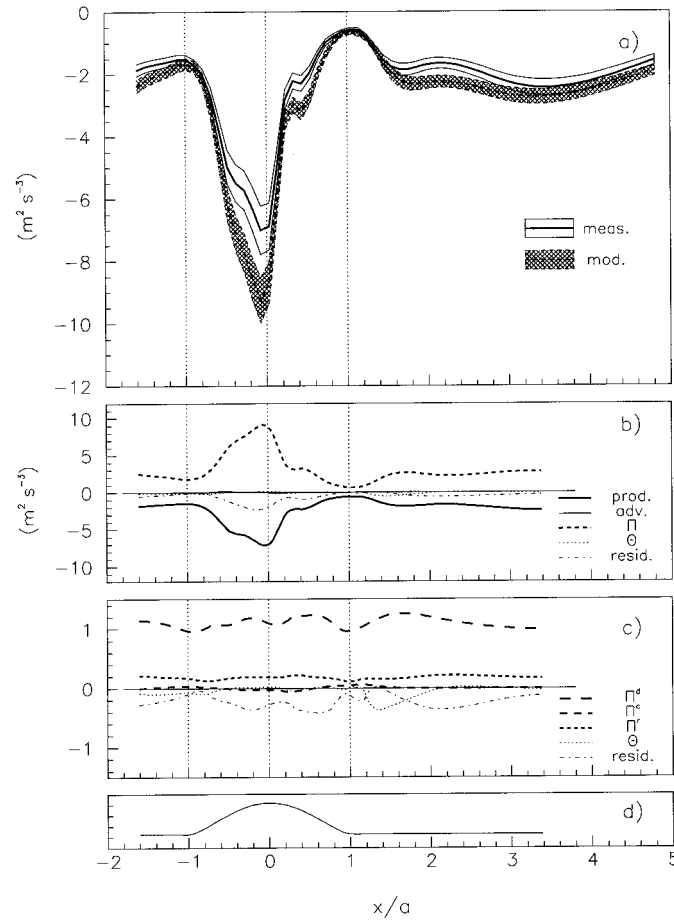 0
−2
−4
−6
−8
−10
−12
(m² s⁻³)
a)
meas.
mod.
10
5
0
−5
−10
(m² s⁻³)
b)
prod.
adv.
Π
Θ
resid.
1
0
−1
c)
Πᵈ
Πᶜ
Πʳ
Θ
resid.
d)
−2 −1 0 1 2 3 4 5
x/a